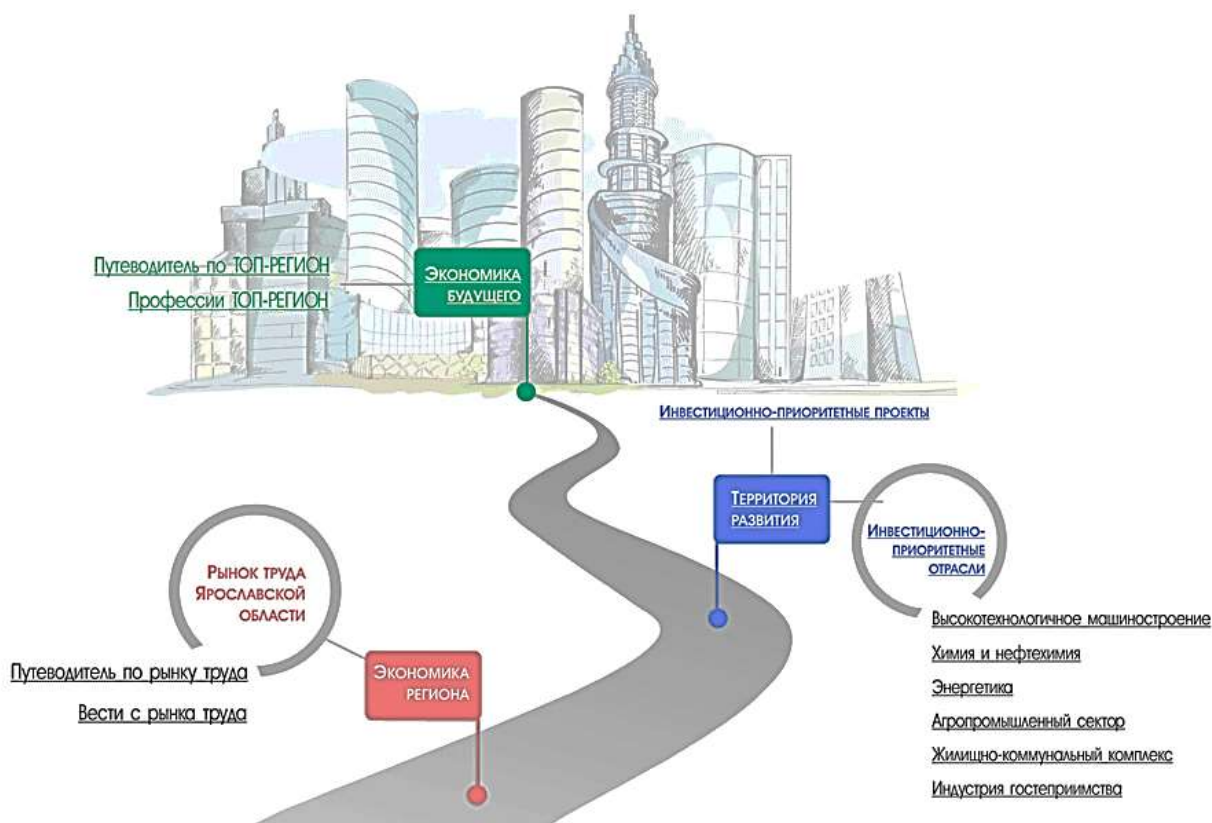 Путеводитель по ТОП-РЕГИОН
Профессии ТОП-РЕГИОН
Экономика
будущего
Инвестиционно-приоритетные проекты
Территория
развития
Инвестиционно-
приоритетные
отрасли
Высокотехнологичное машиностроение
Химия и нефтехимия
Энергетика
Агропромышленный сектор
Жилищно-коммунальный комплекс
Индустрия гостеприимства
Рынок труда
Ярославской
области
Путеводитель по рынку труда
Вести с рынка труда
Экономика
региона